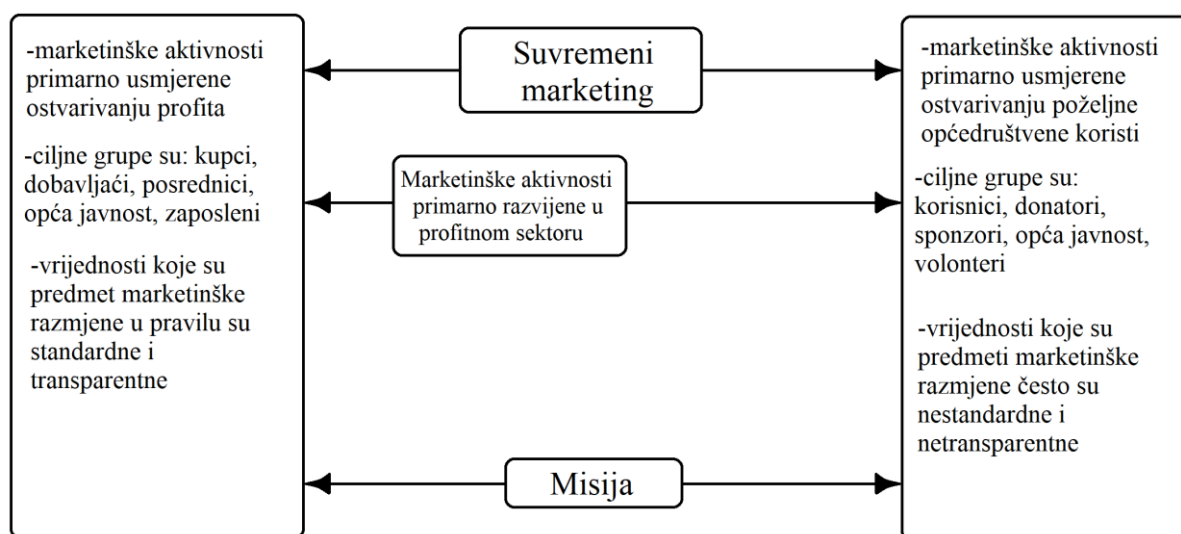 -marketinške aktivnosti
primarno usmjerene
ostvarivanju profita
-ciljne grupe su: kupci,
dobavljaći, posrednici,
opća javnost, zaposleni
-vrijednosti koje su
predmet marketinške
razmjene u pravilu su
standardne i
transparentne
Suvremeni
marketing
Marketinške aktivnosti
primarno razvijene u
profitnom sektoru
Misija
-marketinške aktivnosti
primarno usmjerene
ostvarivanju poželjne
općedruštvene koristi
-ciljne grupe su:
korisnici, donatori,
sponzori, opća javnost,
volonteri
-vrijednosti koje su
predmeti marketinške
razmjene često su
nestandardne i
netransparentne